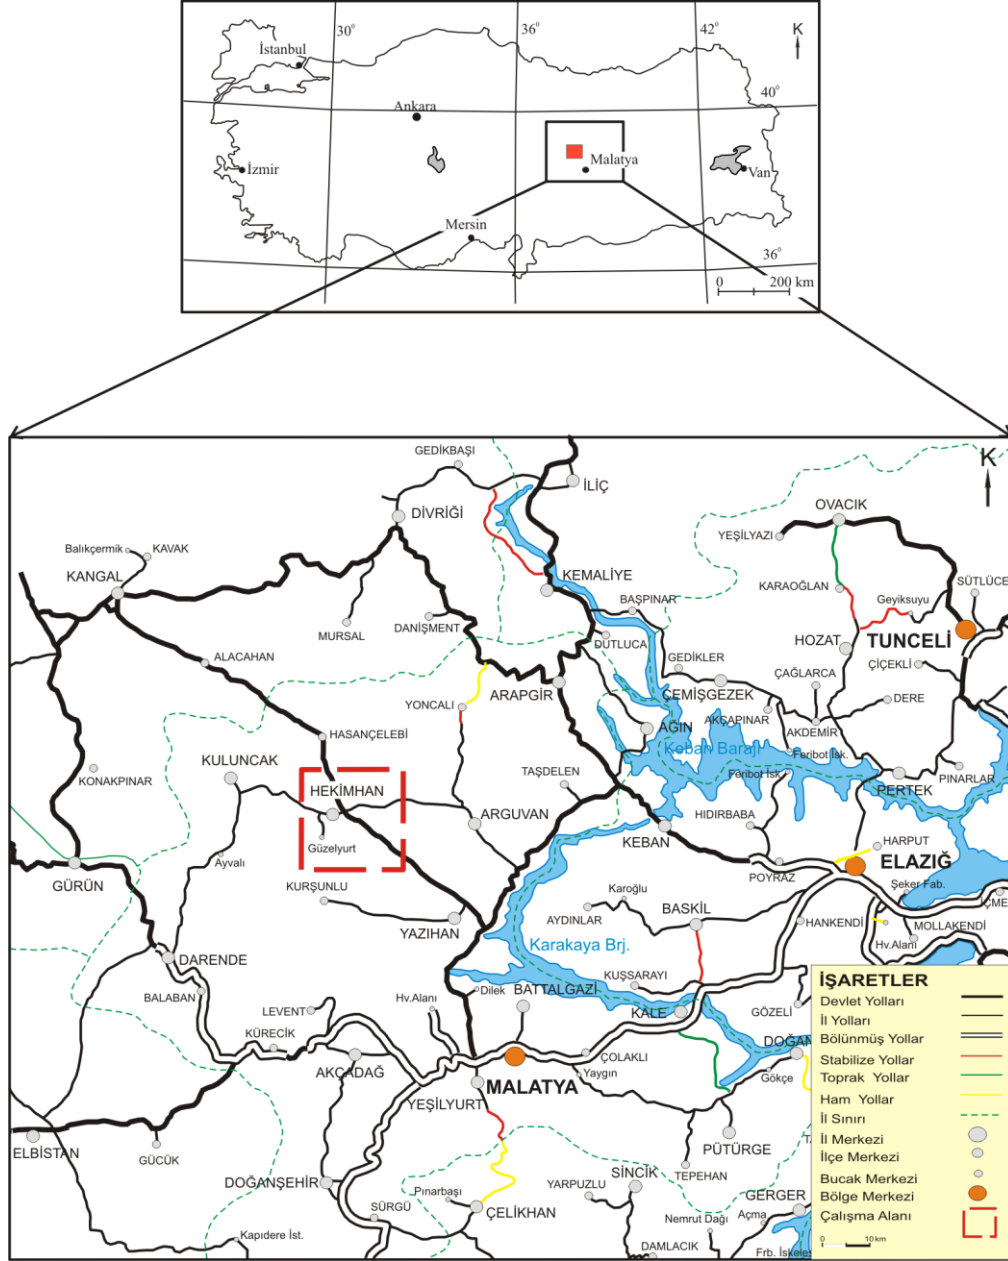 30°
36°
42°
K
İstanbul
40°
Ankara
Malatya
İzmir
Van
Mersin
36°
0 200 km
GEDİKBAŞI
K
İLİÇ
DİVRİĞİ
OVACIK
YEŞİLYAZI
Balıkçermik
KAVAK
KANGAL
KEMALİYE
KARAOĞLAN
SÜTLÜCE
Geyiksuyu
BAŞPINAR
MURSAL
DANİŞMENT
DUTLUCA
HOZAT
TUNCELİ
ALACAHAN
GEDİKLER
ÇİÇEKLİ
ÇAĞLARCA
ARAPGİR
ÇEMİŞGEZEK
YONCALI
DERE
AKÇAPINAR
AĞIN
AKDEMİR
HASANÇELEBİ
Keban Barajı
Feribot İsk.
KULUNCAK
KONAKPINAR
TAŞDELEN
Feribot İsk.
PINARLAR
HEKİMHAN
PERTEK
ARGUVAN
HIDIRBABA
Güzelyurt
KEBAN
HARPUT
Ayvalı
ELAZIĞ
GÜRÜN
POYRAZ
KURŞUNLU
Karoğlu
Şeker Fab.
İÇME
AYDINLAR
BASKİL
HANKENDİ
MOLLAKENDİ
YAZIHAN
Karakaya Brj.
Hv.Alanı
DARENDE
KUŞSARAYI
BALABAN
Hv.Alanı
Dilek
BATTALGAZİ
LEVENT
KALE
GÖZELİ
KÜRECİK
DOĞAN
ÇOLAKLI
AKÇADAĞ
Yaygın
Gökçe
MALATYA
YEŞİLYURT
ELBİSTAN
GÜCÜK
PÜTÜRGE
TEPEHAN
SİNCİK
DOĞANŞEHİR
Pınarbaşı
YARPUZLU
GERGER
SÜRGÜ
ÇELİKHAN
Nemrut Dağı
Açma
Kapıdere İst.
DAMLACIK
Frb. İskeles
İŞARETLER
Devlet Yolları
İl Yolları
Bölünmüş Yollar
Stabilize Yollar
Toprak Yollar
Ham Yollar
İl Sınırı
İl Merkezi
İlçe Merkezi
Bucak Merkezi
Bölge Merkezi
Çalışma Alanı
0 10 km